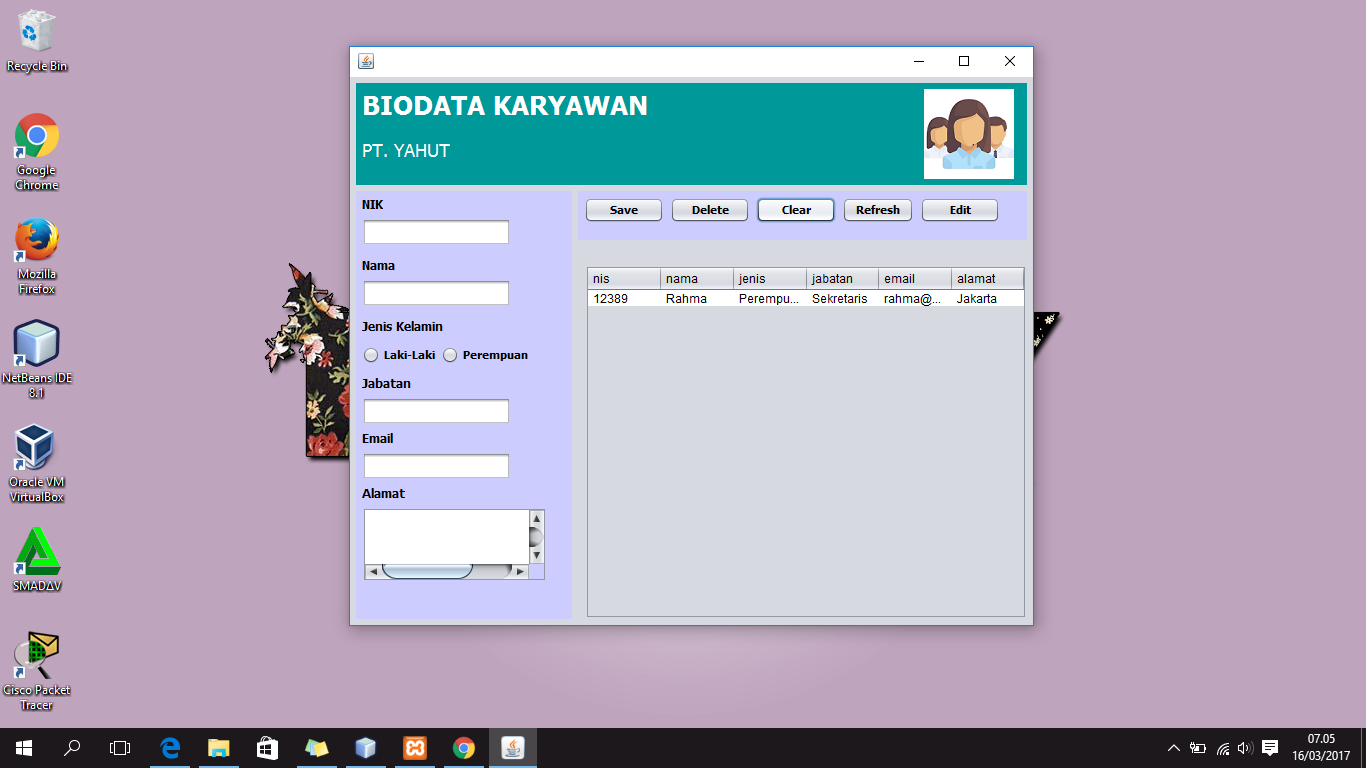 Recycle Bin
Google
Chrome
Mozilla
Firefox
NetBeans IDE
8.1
Oracle VM
VirtualBox
SMADΔV
Cisco Packet
Tracer
BIODATA KARYAWAN
PT. YAHUT
NIK
Nama
Jenis Kelamin
Laki-Laki Perempuan
Jabatan
Email
Alamat
Save Delete Clear Refresh Edit
nis nama jenis jabatan email alamat
12389 Rahma Perempu... Sekretaris rahma@... Jakarta
07.05
16/03/2017